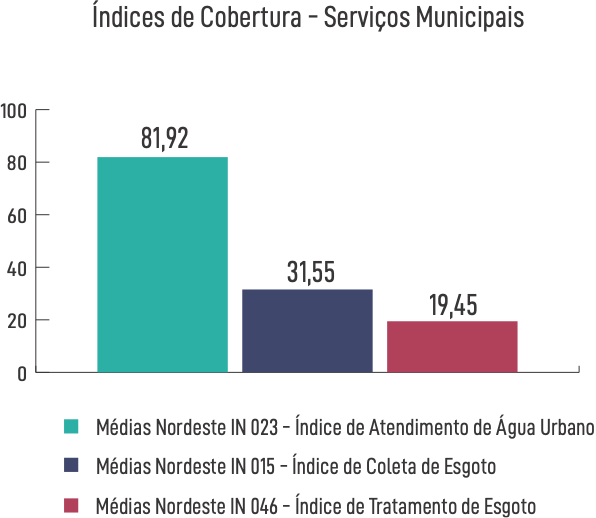 Índices de Cobertura - Serviços Municipais
100
80
60
40
20
0
81,92
31,55
19,45
Médias Nordeste IN 023 - Índice de Atendimento de Água Urbano
Médias Nordeste IN 015 - Índice de Coleta de Esgoto
Médias Nordeste IN 046 - Índice de Tratamento de Esgoto